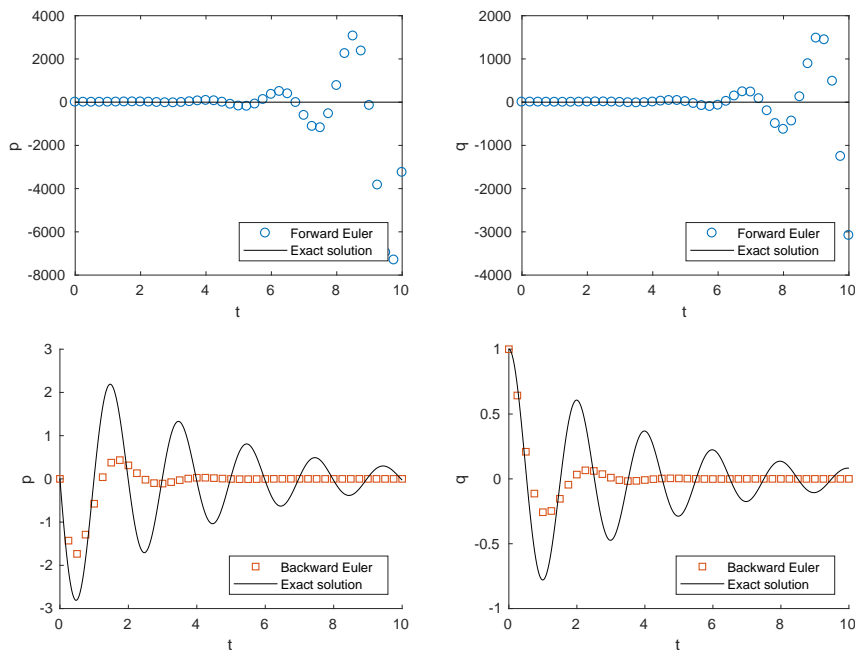 4000
2000
0
-2000
-4000
-6000
-8000
p
0 2 4 6 8 10
t
Forward Euler
Exact solution
2000
1000
0
-1000
-2000
-3000
-4000
q
0 2 4 6 8 10
t
Forward Euler
Exact solution
3
2
1
0
-1
-2
-3
p
0 2 4 6 8 10
t
Backward Euler
Exact solution
1
0.5
0
-0.5
-1
q
0 2 4 6 8 10
t
Backward Euler
Exact solution